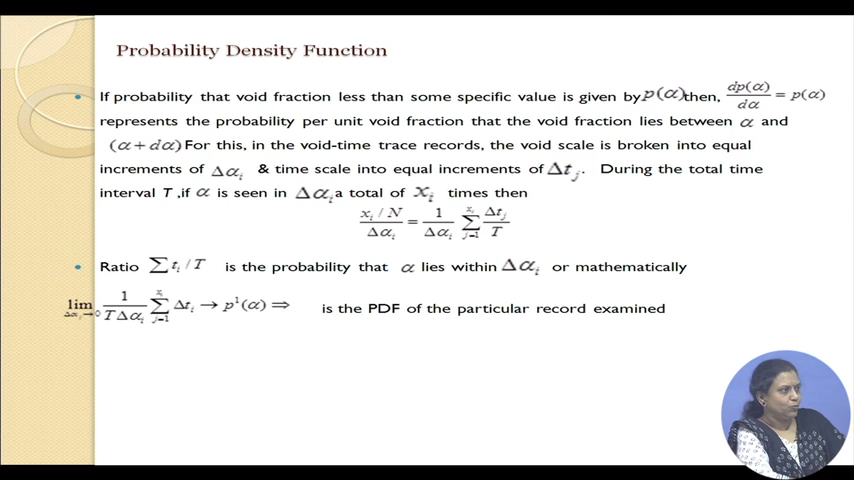 Probability Density Function
• If probability that void fraction less than some specific value is given by p(α) then, dp(α)/dα = p(α)
represents the probability per unit void fraction that the void fraction lies between α and
(α + dα) For this, in the void-time trace records, the void scale is broken into equal
increments of Δα_i & time scale into equal increments of Δt_j. During the total time
interval T ,if α is seen in Δα_i a total of x_i times then
(x_i / N)/Δα_i = 1/Δα_i ∑_{j=1}^{x_i} Δt_j/T
• Ratio ∑ t_i / T is the probability that α lies within Δα_i or mathematically
lim_{Δα_i→0} 1/(T Δα_i) ∑_{j=1}^{x_i} Δt_i → p¹(α) ⇒ is the PDF of the particular record examined